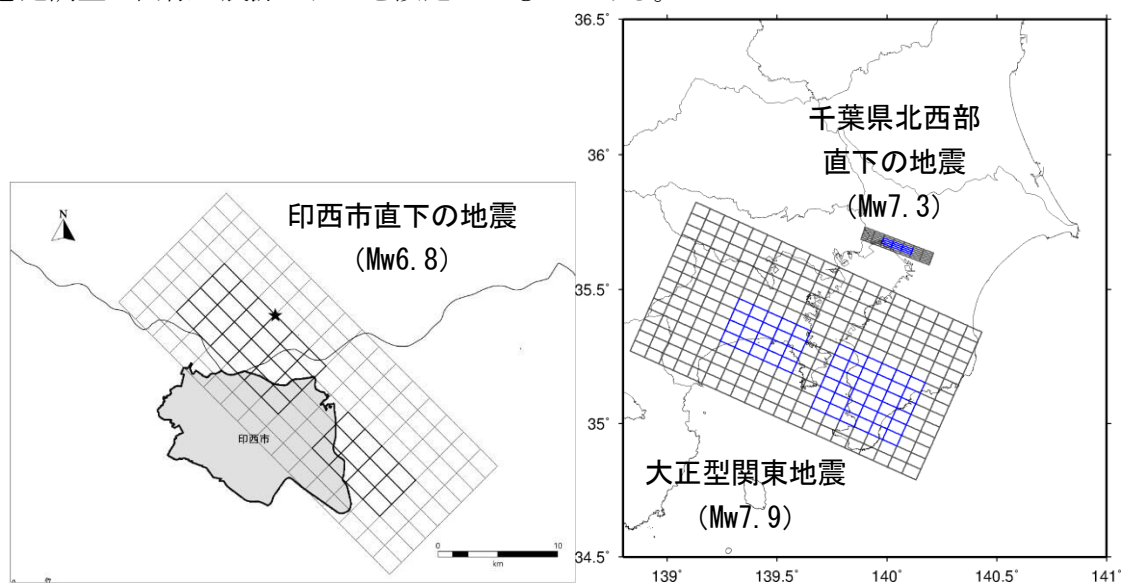 N
印西市直下の地震
(Mw6.8)
印西市
0
10
km
36.5°
36°
35.5°
35°
34.5°
139°
139.5°
140°
140.5°
141°
千葉県北西部
直下の地震
(Mw7.3)
大正型関東地震
(Mw7.9)